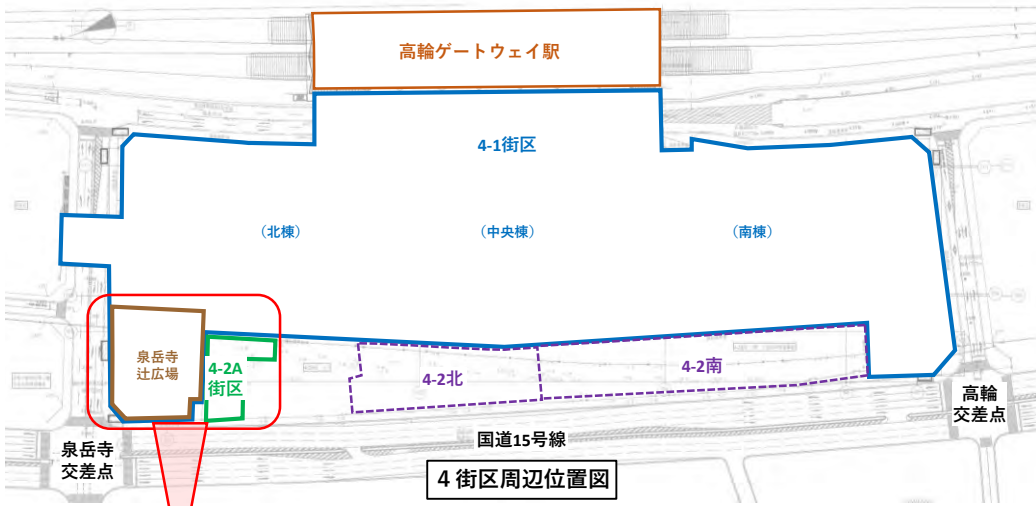 高輪ゲートウェイ駅
4-1街区
（北棟）
（中央棟）
（南棟）
泉岳寺
辻広場
4-2A
街区
4-2北
4-2南
高輪
交差点
泉岳寺
交差点
国道15号線
4街区周辺位置図